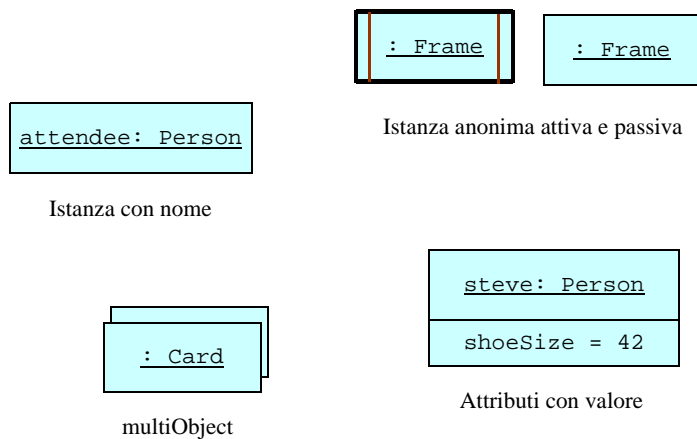 : Frame
: Frame
Istanza anonima attiva e passiva
attendee: Person
Istanza con nome
steve: Person
shoeSize = 42
Attributi con valore
: Card
multiObject